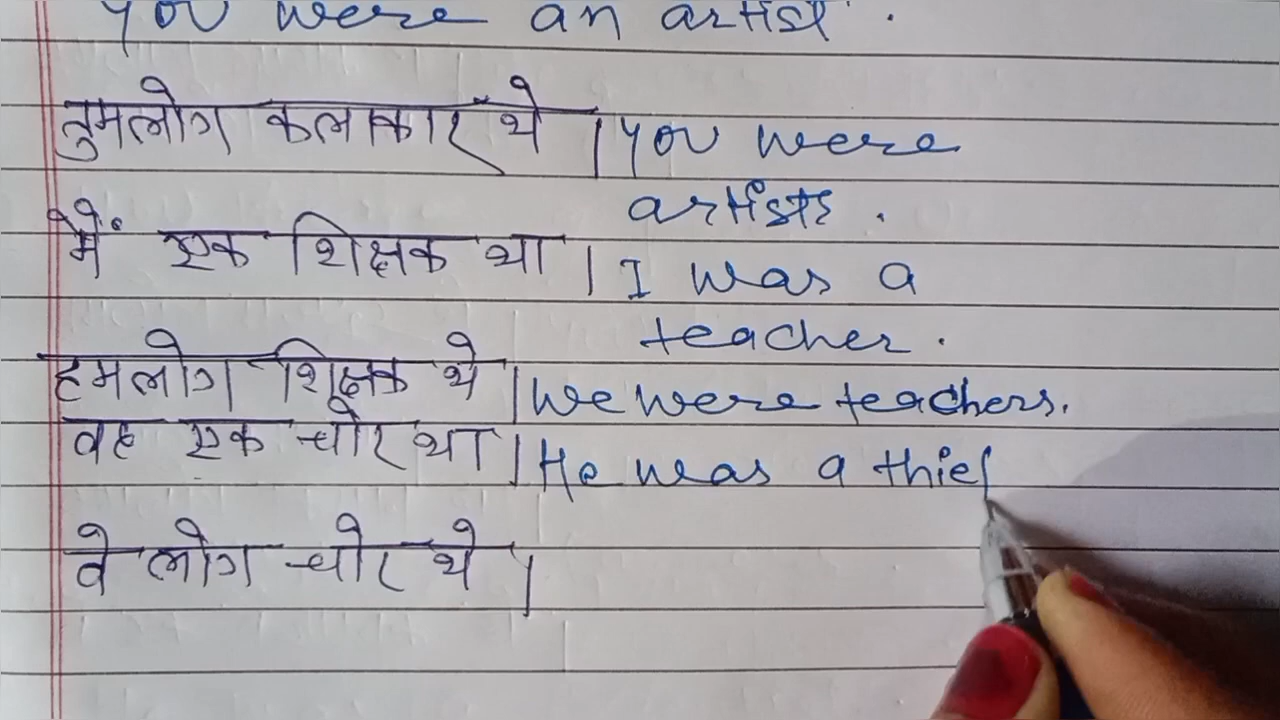 you were an artist.
तुमलोग कलाकार थे । you were
artists.
मैं एक शिक्षक था । I was a
teacher.
हमलोग शिक्षक थे । we were teachers.
वह एक चोर था । He was a thief
वे लोग चोर थे ।